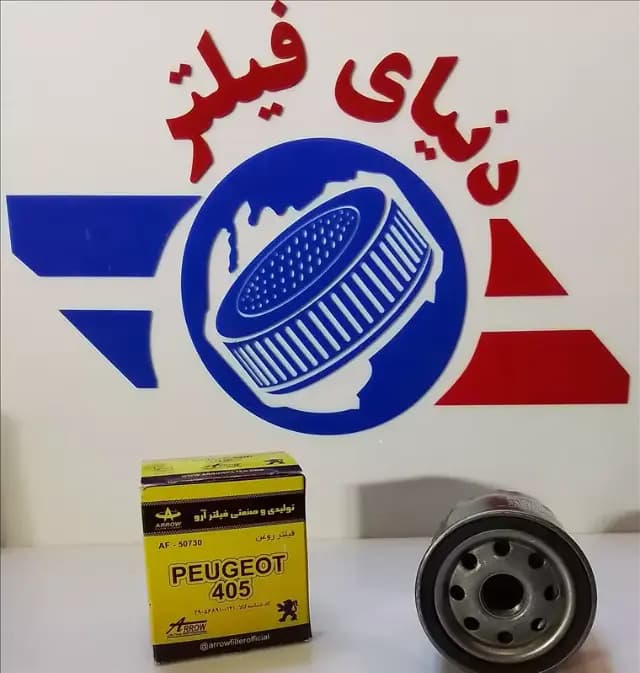 دنیای فیلتر
ARROW
تولیدی و صنعتی فیلتر آرو
AF - 50730
فیلتر روغن
PEUGEOT
405
ARROW
@arrowfilterofficial